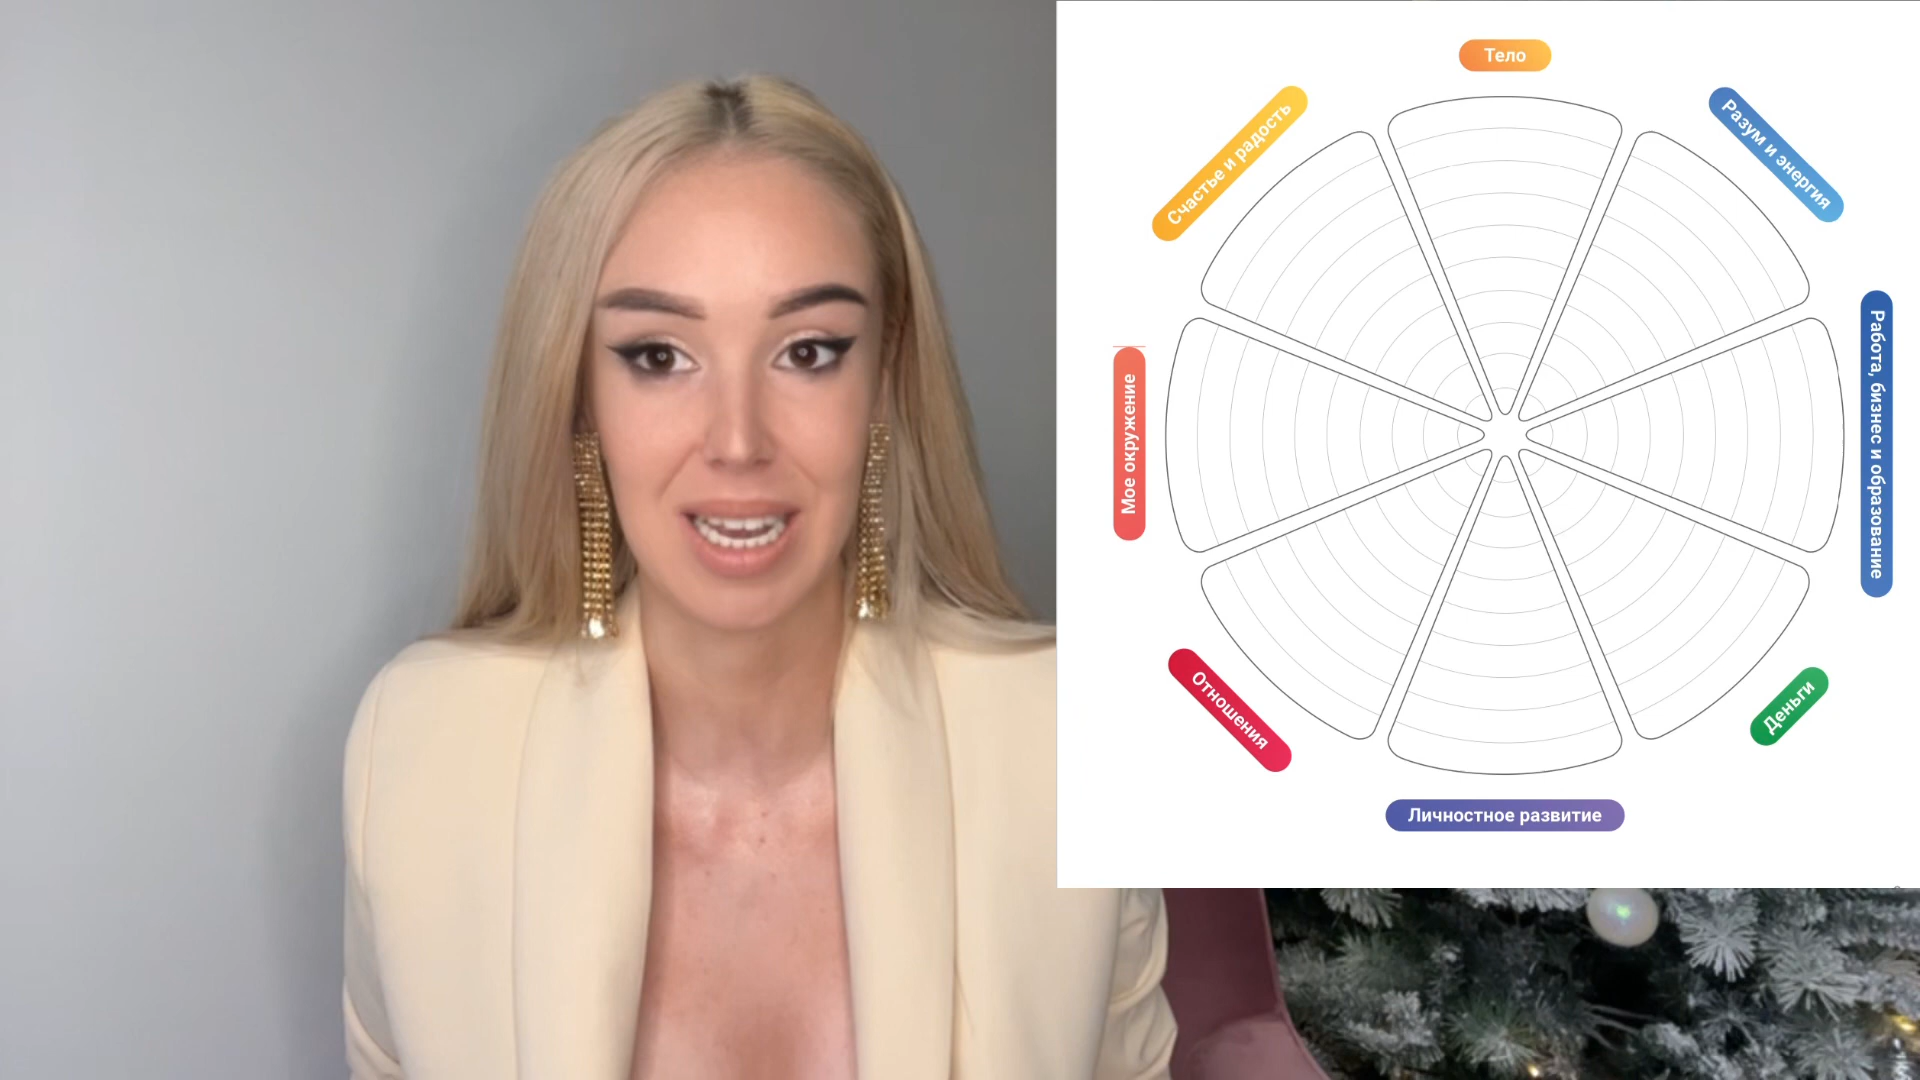 Тело
Счастье и радость
Разум и энергия
Мое окружение
Работа, бизнес и образование
Отношения
Деньги
Личностное развитие